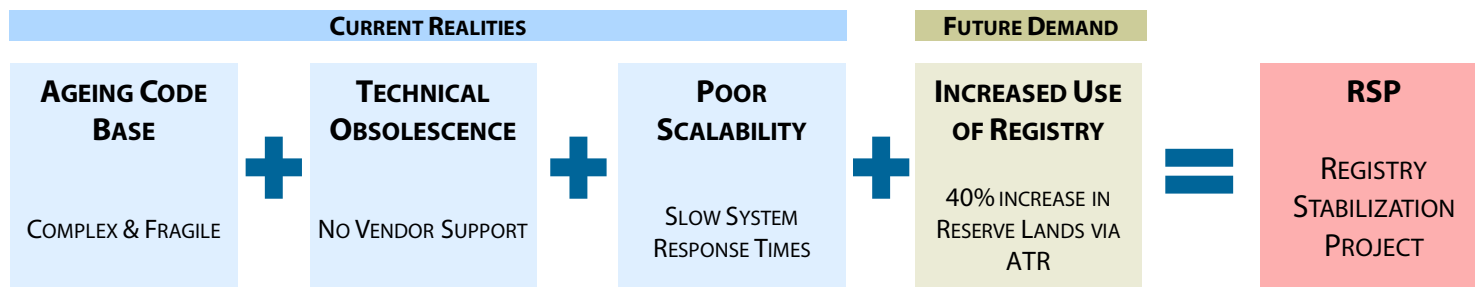 CURRENT REALITIES
FUTURE DEMAND
AGEING CODE
BASE
COMPLEX & FRAGILE
TECHNICAL
OBSOLESCENCE
NO VENDOR SUPPORT
POOR
SCALABILITY
SLOW SYSTEM
RESPONSE TIMES
INCREASED USE
OF REGISTRY
40% INCREASE IN
RESERVE LANDS VIA
ATR
RSP
REGISTRY
STABILIZATION
PROJECT